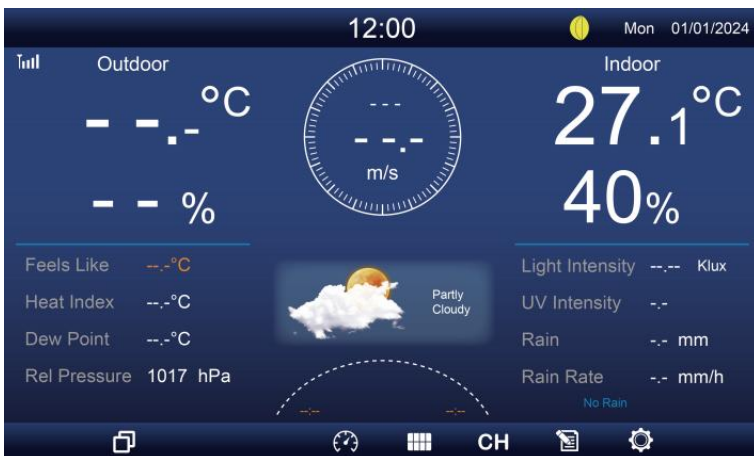 12:00
Mon 01/01/2024
Outdoor
--.-°C
--%
---
--.-
m/s
Indoor
27.1°C
40%
Feels Like --.-°C
Heat Index --.-°C
Dew Point --.-°C
Rel Pressure 1017 hPa
Partly
Cloudy
--:-- --:--
Light Intensity --.-- Klux
UV Intensity -.-
Rain -.- mm
Rain Rate -.- mm/h
No Rain
CH